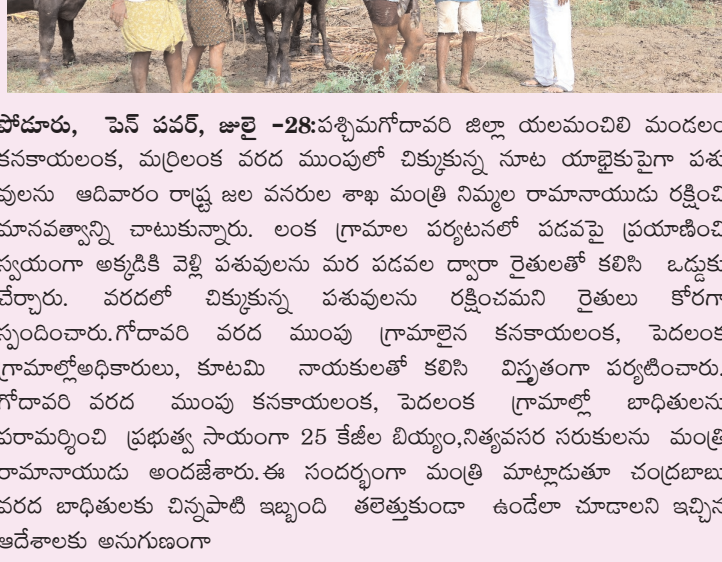 పోడూరు, పెన్ పవర్, జులై -28:పశ్చిమగోదావరి జిల్లా యలమంచిలి మండలం
కనకాయలంక, మర్రిలంక వరద ముంపులో చిక్కుకున్న నూట యాభైకుపైగా పశు
వులను ఆదివారం రాష్ట్ర జల వనరుల శాఖ మంత్రి నిమ్మల రామానాయుడు రక్షించి
మానవత్వాన్ని చాటుకున్నారు. లంక గ్రామాల పర్యటనలో పడవపై ప్రయాణించి
స్వయంగా అక్కడికి వెళ్లి పశువులను మర పడవల ద్వారా రైతులతో కలిసి ఒడ్డుకు
చేర్చారు. వరదలో చిక్కుకున్న పశువులను రక్షించమని రైతులు కోరగా
స్పందించారు.గోదావరి వరద ముంపు గ్రామాలైన కనకాయలంక, పెదలంక
గ్రామాల్లోఅధికారులు, కూటమి నాయకులతో కలిసి విస్తృతంగా పర్యటించారు.
గోదావరి వరద ముంపు కనకాయలంక, పెదలంక గ్రామాల్లో బాధితులను
పరామర్శించి ప్రభుత్వ సాయంగా 25 కేజీల బియ్యం,నిత్యవసర సరుకులను మంత్రి
రామానాయుడు అందజేశారు.ఈ సందర్భంగా మంత్రి మాట్లాడుతూ చంద్రబాబు
వరద బాధితులకు చిన్నపాటి ఇబ్బంది తలెత్తుకుండా ఉండేలా చూడాలని ఇచ్చిన
ఆదేశాలకు అనుగుణంగా